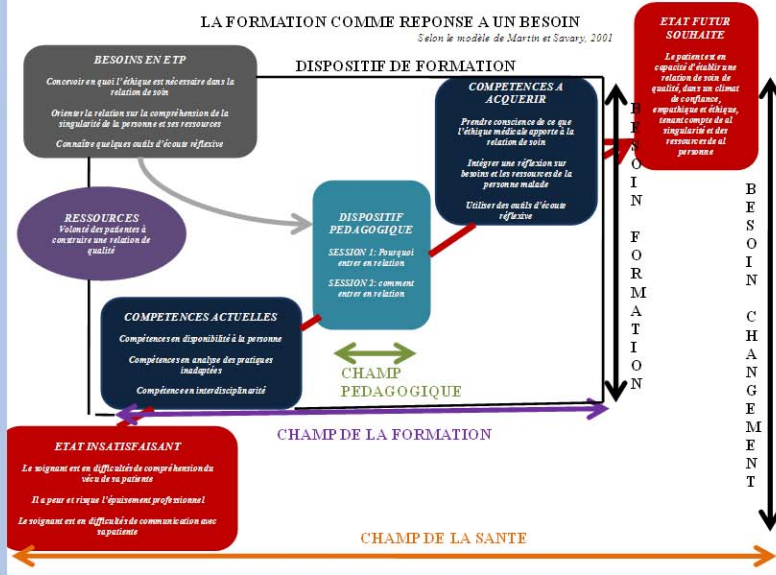 LA FORMATION COMME REPONSE A UN BESOIN
Selon le modèle de Martin et Savary, 2001
BESOINS EN ETP
Concevoir en quoi l'éthique est nécessaire dans la
relation de soin
Orienter la relation sur la compréhension de la
singularité de la personne et ses ressources
Connaître quelques outils d'écoute réflexive
DISPOSITIF DE FORMATION
COMPETENCES A
ACQUERIR
Prendre conscience de ce que
l'éthique médicale apporte à la
relation de soin
Intégrer une réflexion sur
besoins et les ressources de la
personne malade
Utiliser des outils d'écoute
réflexive
ETAT FUTUR
SOUHAITE
Le patient est en
capacité d'établir une
relation de soin de
qualité, dans un climat
de confiance,
empathique et éthique,
tenant compte de al
singularité et des
ressources de al
personne
RESSOURCES
Volonté des patientes à
construire une relation de
qualité
DISPOSITIF
PEDAGOGIQUE
SESSION 1: Pourquoi
entrer en relation
SESSION 2: comment
entrer en relation
COMPETENCES ACTUELLES
Compétences en disponibilité à la personne
Compétences en analyse des pratiques
inadaptées
Compétence en interdisciplinarité
CHAMP
PEDAGOGIQUE
CHAMP DE LA FORMATION
BESOIN FORMATION
BESOIN CHANGEMENT
ETAT INSATISFAISANT
Le soignant est en difficultés de compréhension du
vécu de sa patiente
Il a peur et risque l'épuisement professionnel
Le soignant est en difficultés de communication avec
sa patiente
CHAMP DE LA SANTE